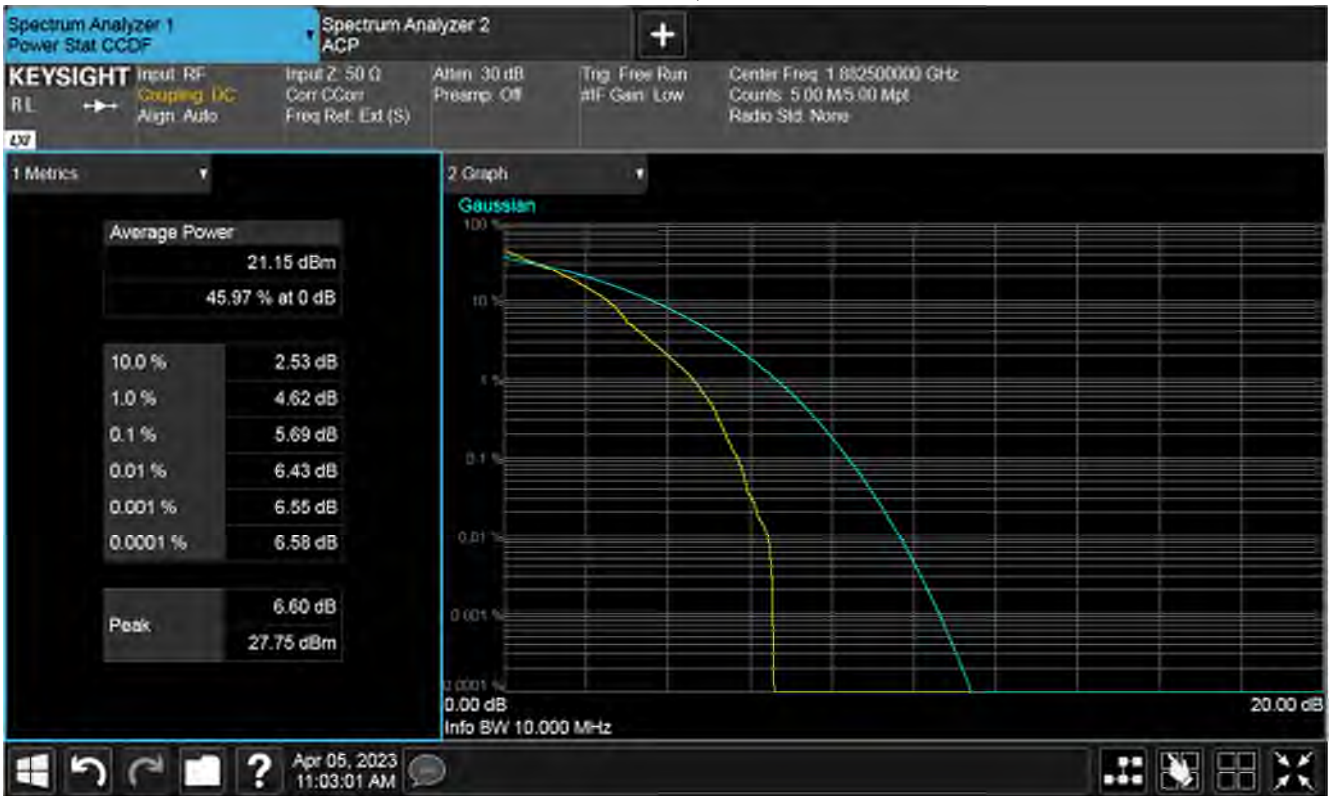 Spectrum Analyzer 1
Power Stat CCDF
Spectrum Analyzer 2
ACP
KEYSIGHT
RL
LXI
Input: RF
Coupling: DC
Align: Auto
Input Z: 50 Ω
Corr CCorr
Freq Ref: Ext (S)
Atten: 30 dB
Preamp: Off
Trig: Free Run
#IF Gain: Low
Center Freq: 1.882500000 GHz
Counts: 5.00 M/5.00 Mpt
Radio Std: None
1 Metrics
Average Power
21.15 dBm
45.97 % at 0 dB
10.0 % 2.53 dB
1.0 % 4.62 dB
0.1 % 5.69 dB
0.01 % 6.43 dB
0.001 % 6.55 dB
0.0001 % 6.58 dB
Peak
6.60 dB
27.75 dBm
2 Graph
Gaussian
100 %
10 %
1 %
0.1 %
0.01 %
0.001 %
0.0001 %
0.00 dB 20.00 dB
Info BW 10.000 MHz
?
Apr 05, 2023
11:03:01 AM